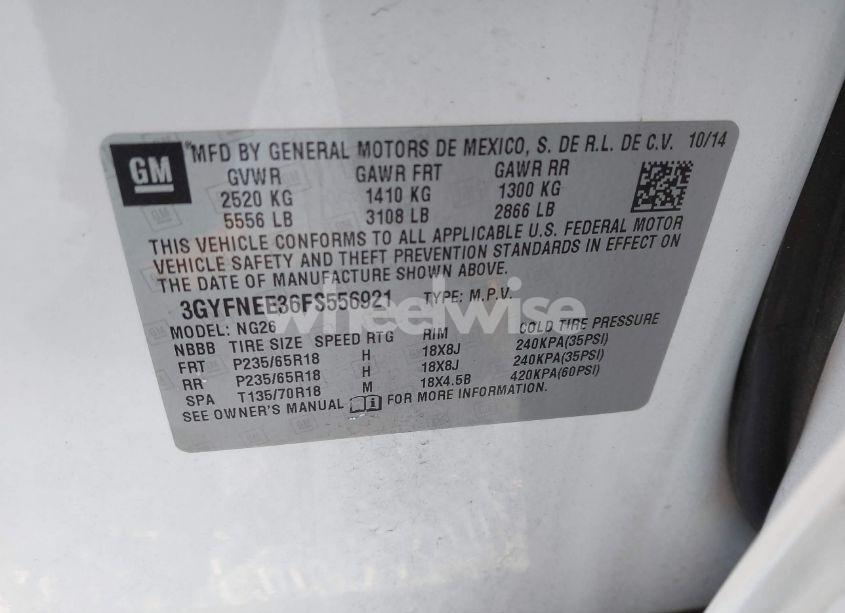 GM
MFD BY GENERAL MOTORS DE MEXICO, S. DE R.L. DE C.V. 10/14
GVWR GAWR FRT GAWR RR
2520 KG 1410 KG 1300 KG
5556 LB 3108 LB 2866 LB
THIS VEHICLE CONFORMS TO ALL APPLICABLE U.S. FEDERAL MOTOR
VEHICLE SAFETY AND THEFT PREVENTION STANDARDS IN EFFECT ON
THE DATE OF MANUFACTURE SHOWN ABOVE.
3GYFNEE36FS556921 TYPE: M.P.V.
wheelwise
MODEL: NG26
NBBB TIRE SIZE SPEED RTG RIM COLD TIRE PRESSURE
FRT P235/65R18 H 18X8J 240KPA(35PSI)
RR P235/65R18 H 18X8J 240KPA(35PSI)
SPA T135/70R18 M 18X4.5B 420KPA(60PSI)
SEE OWNER'S MANUAL FOR MORE INFORMATION.